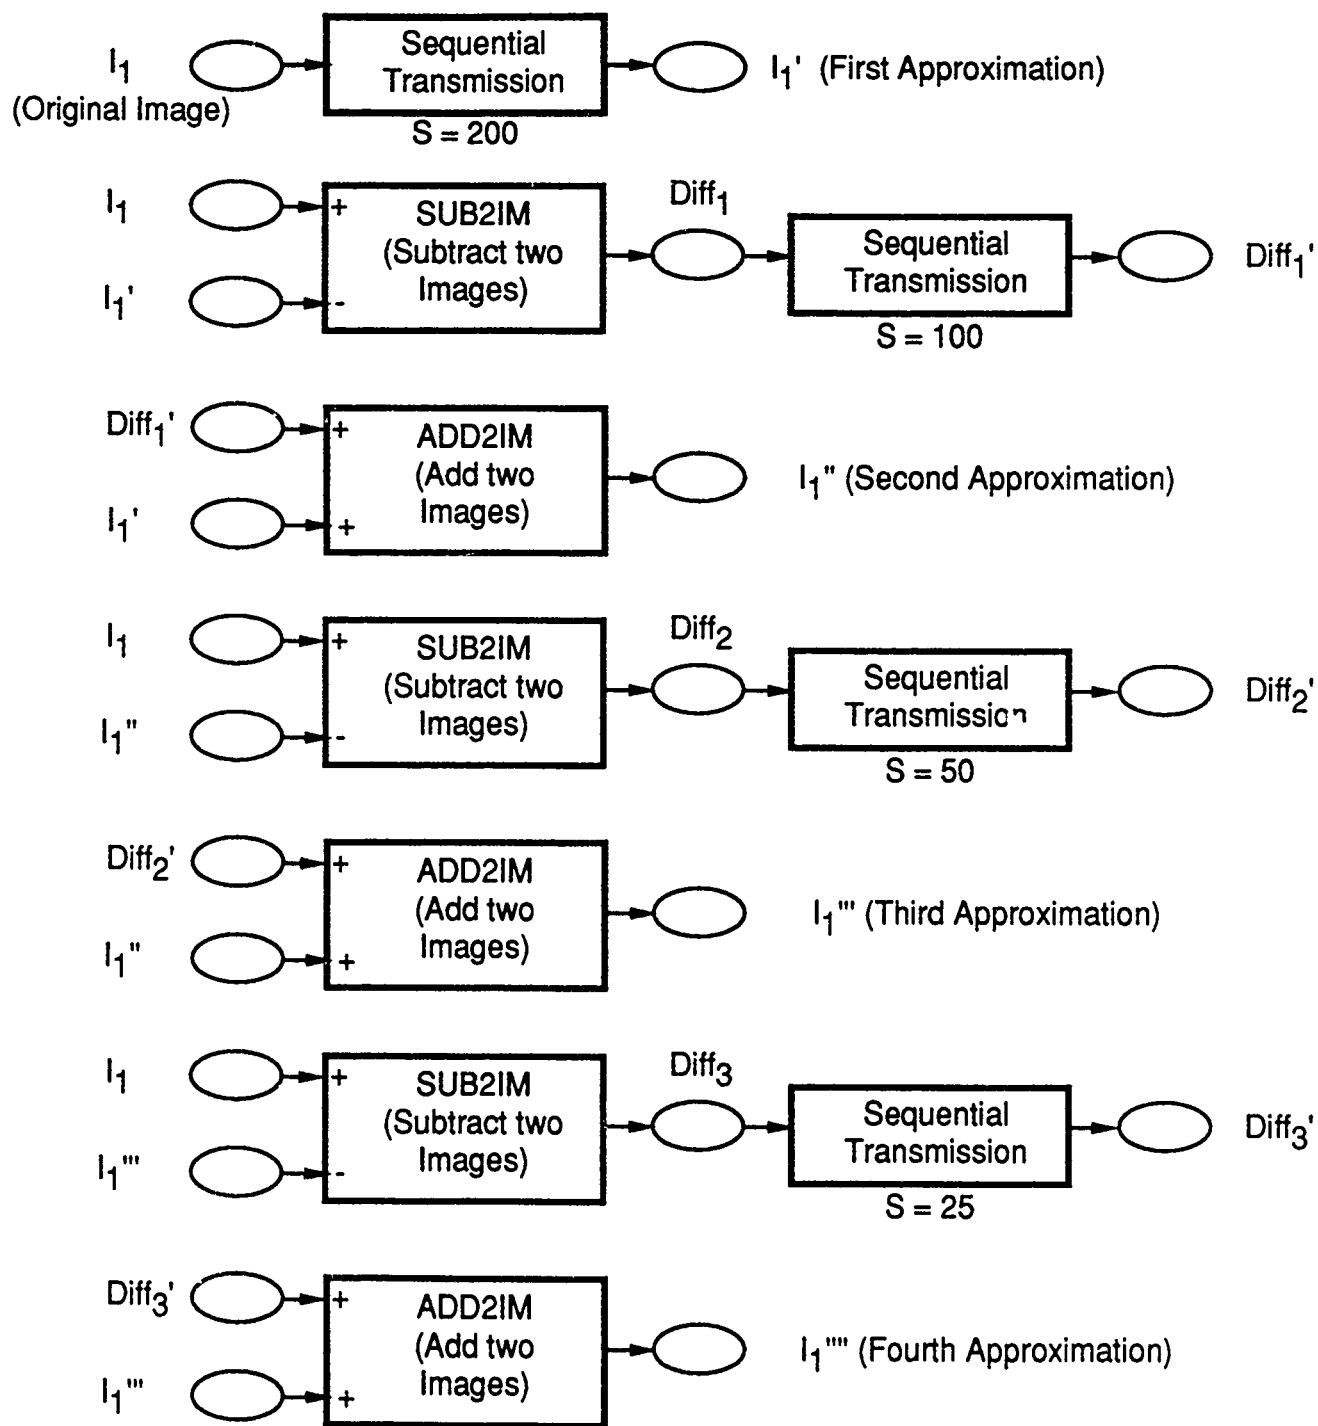 I₁
(Original Image)
Sequential
Transmission
S = 200
I₁' (First Approximation)
I₁
I₁'
+
-
SUB2IM
(Subtract two
Images)
Diff₁
Sequential
Transmission
S = 100
Diff₁'
Diff₁'
I₁'
+
+
ADD2IM
(Add two
Images)
I₁'' (Second Approximation)
I₁
I₁''
+
-
SUB2IM
(Subtract two
Images)
Diff₂
Sequential
Transmission
S = 50
Diff₂'
Diff₂'
I₁''
+
+
ADD2IM
(Add two
Images)
I₁''' (Third Approximation)
I₁
I₁'''
+
-
SUB2IM
(Subtract two
Images)
Diff₃
Sequential
Transmission
S = 25
Diff₃'
Diff₃'
I₁'''
+
+
ADD2IM
(Add two
Images)
I₁'''' (Fourth Approximation)